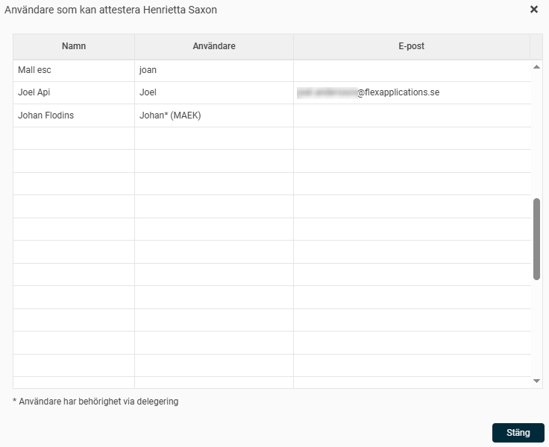 Användare som kan attestera Henrietta Saxon
Namn Användare E-post
Mall esc joan
Joel Api Joel @flexapplications.se
Johan Flodins Johan* (MAEK)
* Användare har behörighet via delegering
Stäng